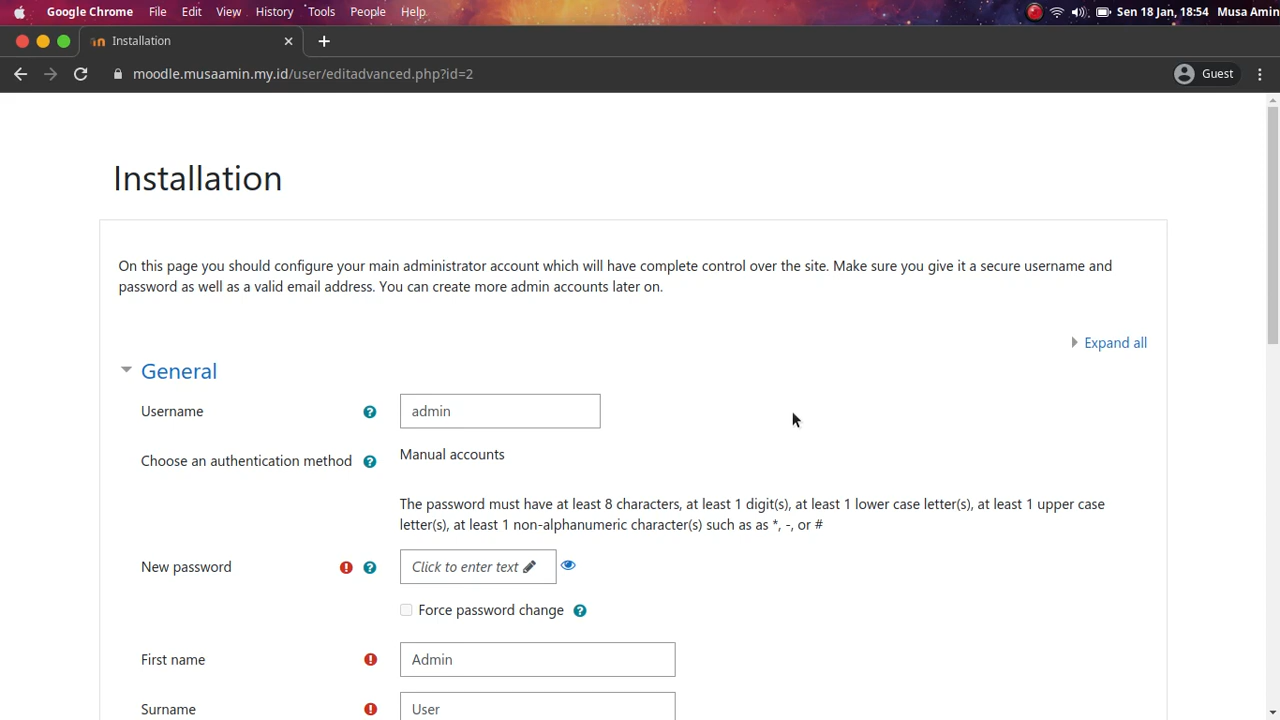 Google Chrome File Edit View History Tools People Help Sen 18 Jan, 18:54 Musa Amin
Installation
moodle.musaamin.my.id/user/editadvanced.php?id=2 Guest
Installation
On this page you should configure your main administrator account which will have complete control over the site. Make sure you give it a secure username and
password as well as a valid email address. You can create more admin accounts later on.
Expand all
General
Username admin
Choose an authentication method Manual accounts
The password must have at least 8 characters, at least 1 digit(s), at least 1 lower case letter(s), at least 1 upper case
letter(s), at least 1 non-alphanumeric character(s) such as as *, -, or #
New password Click to enter text
Force password change
First name Admin
Surname User